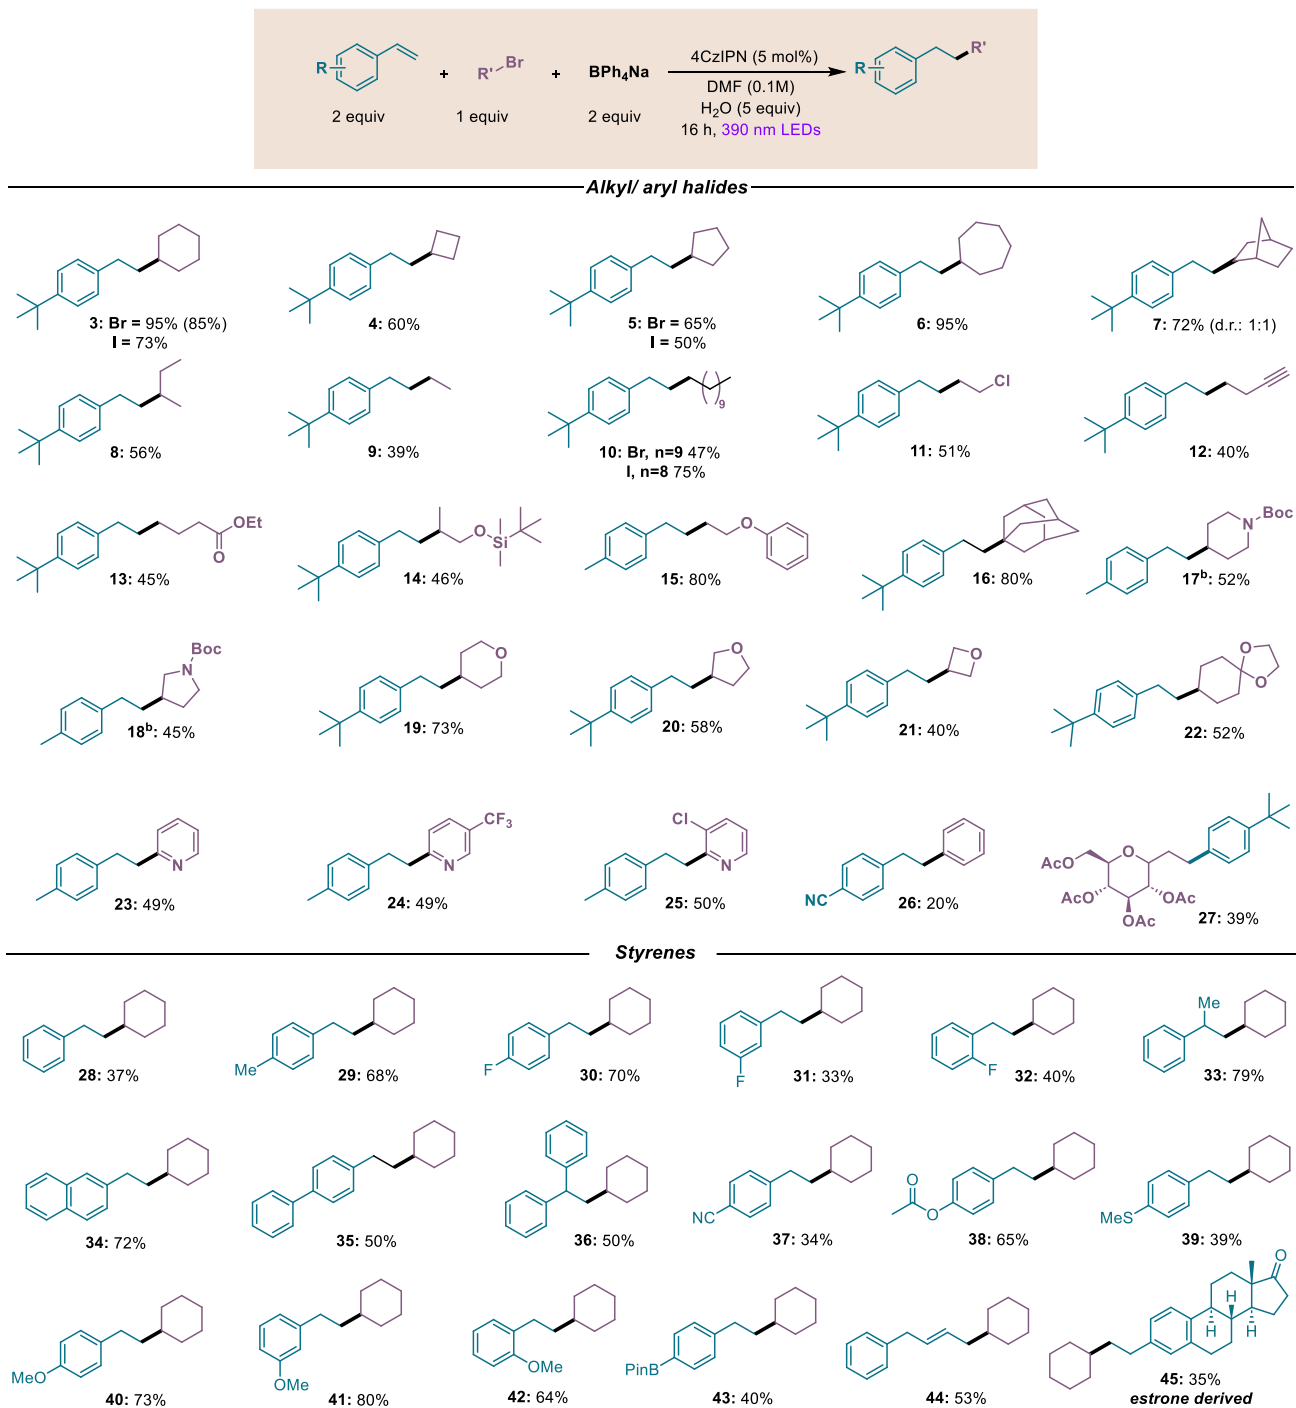 R
R' Br
BPh₄Na
4CzIPN (5 mol%)
DMF (0.1M)
H₂O (5 equiv)
16 h, 390 nm LEDs
R
R'
+
+
2 equiv
1 equiv
2 equiv
Alkyl/ aryl halides
3: Br = 95% (85%)
I = 73%
4: 60%
5: Br = 65%
I = 50%
6: 95%
7: 72% (d.r.: 1:1)
8: 56%
9: 39%
9
10: Br, n=9 47%
I, n=8 75%
Cl
11: 51%
12: 40%
OEt
O
13: 45%
O
Si
14: 46%
O
15: 80%
16: 80%
Boc
N
17ᵇ: 52%
Boc
N
18ᵇ: 45%
O
19: 73%
O
20: 58%
O
21: 40%
O
O
22: 52%
N
23: 49%
CF₃
N
24: 49%
Cl
N
25: 50%
NC
26: 20%
AcO
O
AcO
OAc
OAc
27: 39%
Styrenes
28: 37%
Me
29: 68%
F
30: 70%
F
31: 33%
F
32: 40%
Me
33: 79%
34: 72%
35: 50%
36: 50%
NC
37: 34%
O
O
38: 65%
MeS
39: 39%
MeO
40: 73%
OMe
41: 80%
OMe
42: 64%
PinB
43: 40%
44: 53%
O
H
H
H
45: 35%
estrone derived